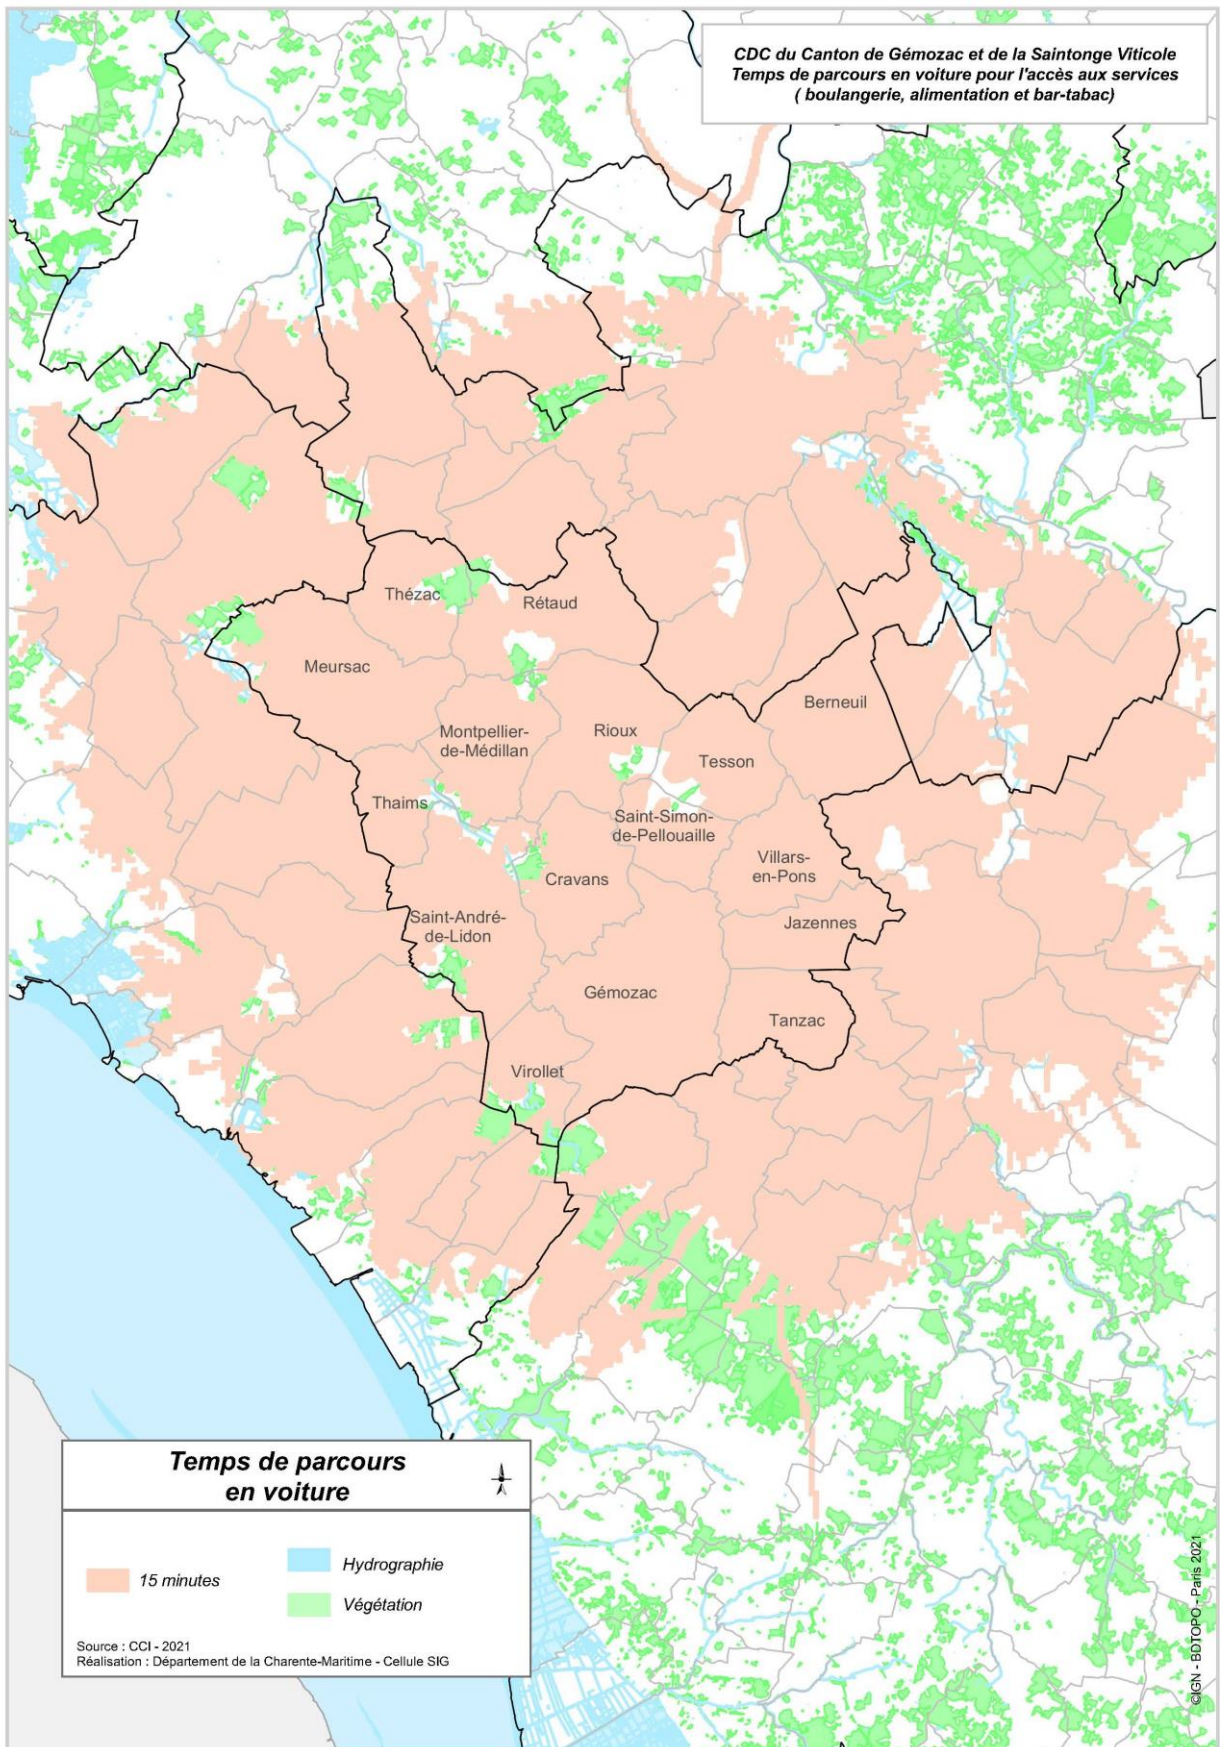 CDC du Canton de Gémozac et de la Saintonge Viticole
Temps de parcours en voiture pour l'accès aux services
( boulangerie, alimentation et bar-tabac)
Thézac
Rétaud
Meursac
Berneuil
Montpellier-
de-Médillan
Rioux
Tesson
Thaims
Saint-Simon-
de-Pellouaille
Villars-
en-Pons
Cravans
Saint-André-
de-Lidon
Jazennes
Gémozac
Tanzac
Virollet
Temps de parcours
en voiture
15 minutes
Hydrographie
Végétation
Source : CCI - 2021
Réalisation : Département de la Charente-Maritime - Cellule SIG
©IGN - BDTOPO - Paris 2021